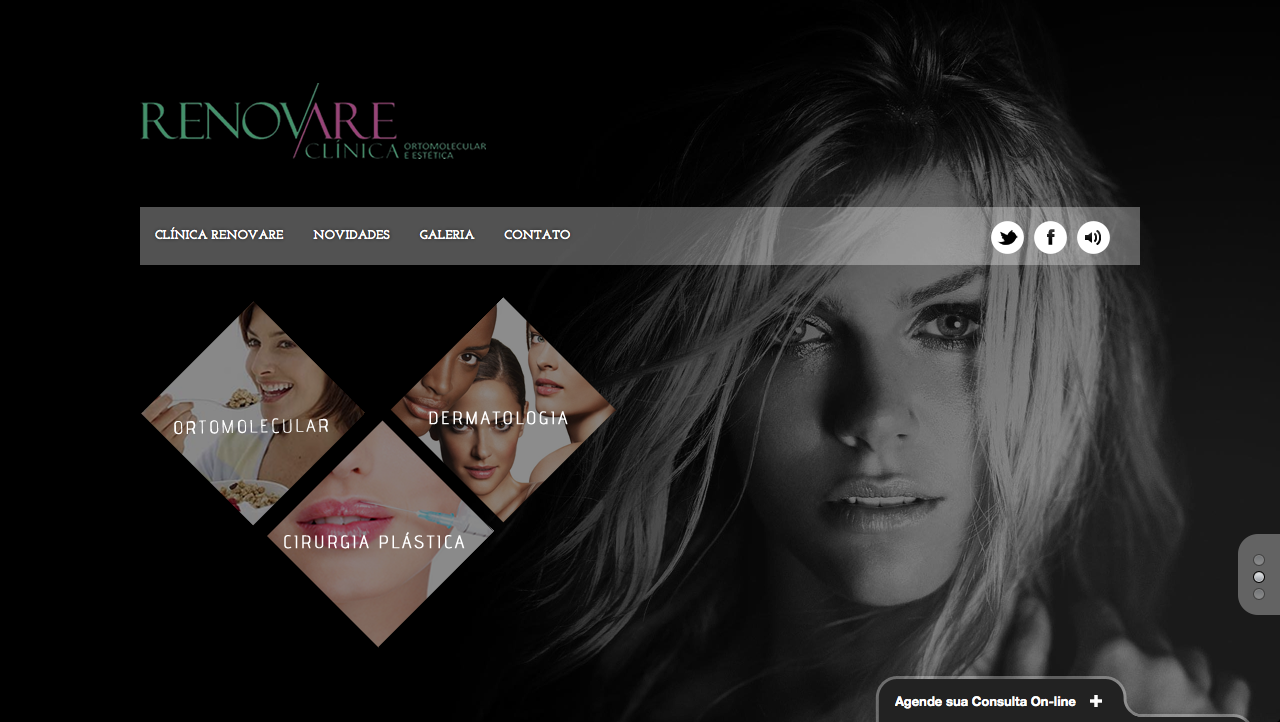 RENOVARE
CLÍNICA ORTOMOLECULAR
E ESTÉTICA
CLÍNICA RENOVARE NOVIDADES GALERIA CONTATO
ORTOMOLECULAR
DERMATOLOGIA
CIRURGIA PLÁSTICA
Agende sua Consulta On-line +